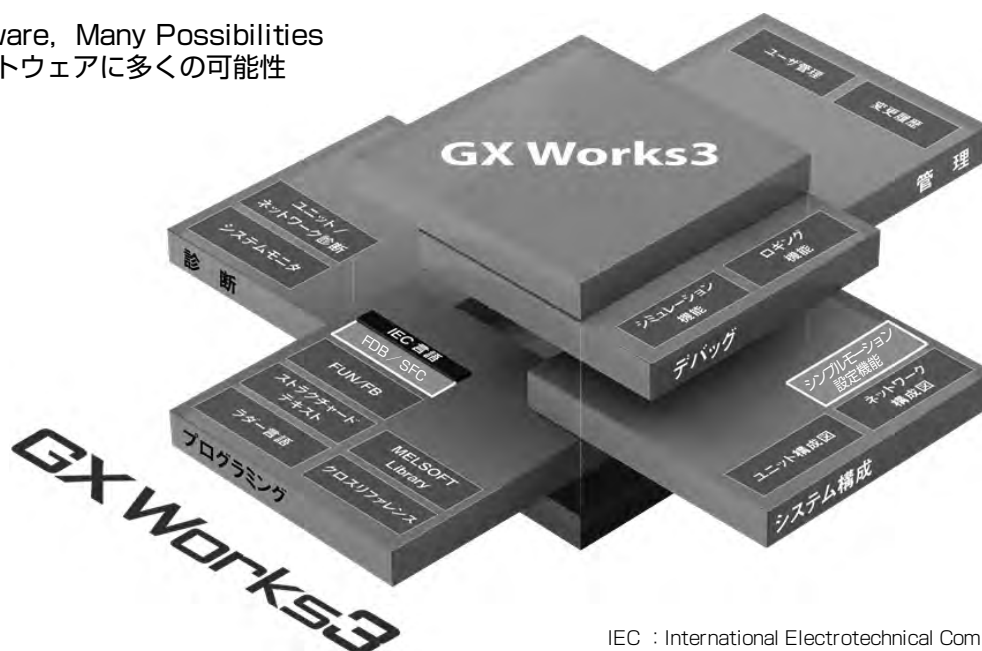 ware, Many Possibilities
トウェアに多くの可能性
GX Works3
ユーザ管理
変更履歴
管 理
ユニット/
ネットワーク診断
システムモニタ
診 断
ロギング
機能
シミュレーション
機能
デバッグ
IEC 言語
FDB / SFC
FUN/FB
ストラクチャード
テキスト
ラダー言語
MELSOFT
Library
クロスリファレンス
プログラミング
シンプルモーション
設定機能
ネットワーク
構成図
ユニット構成図
システム構成
GX Works3
IEC : International Electrotechnical Com